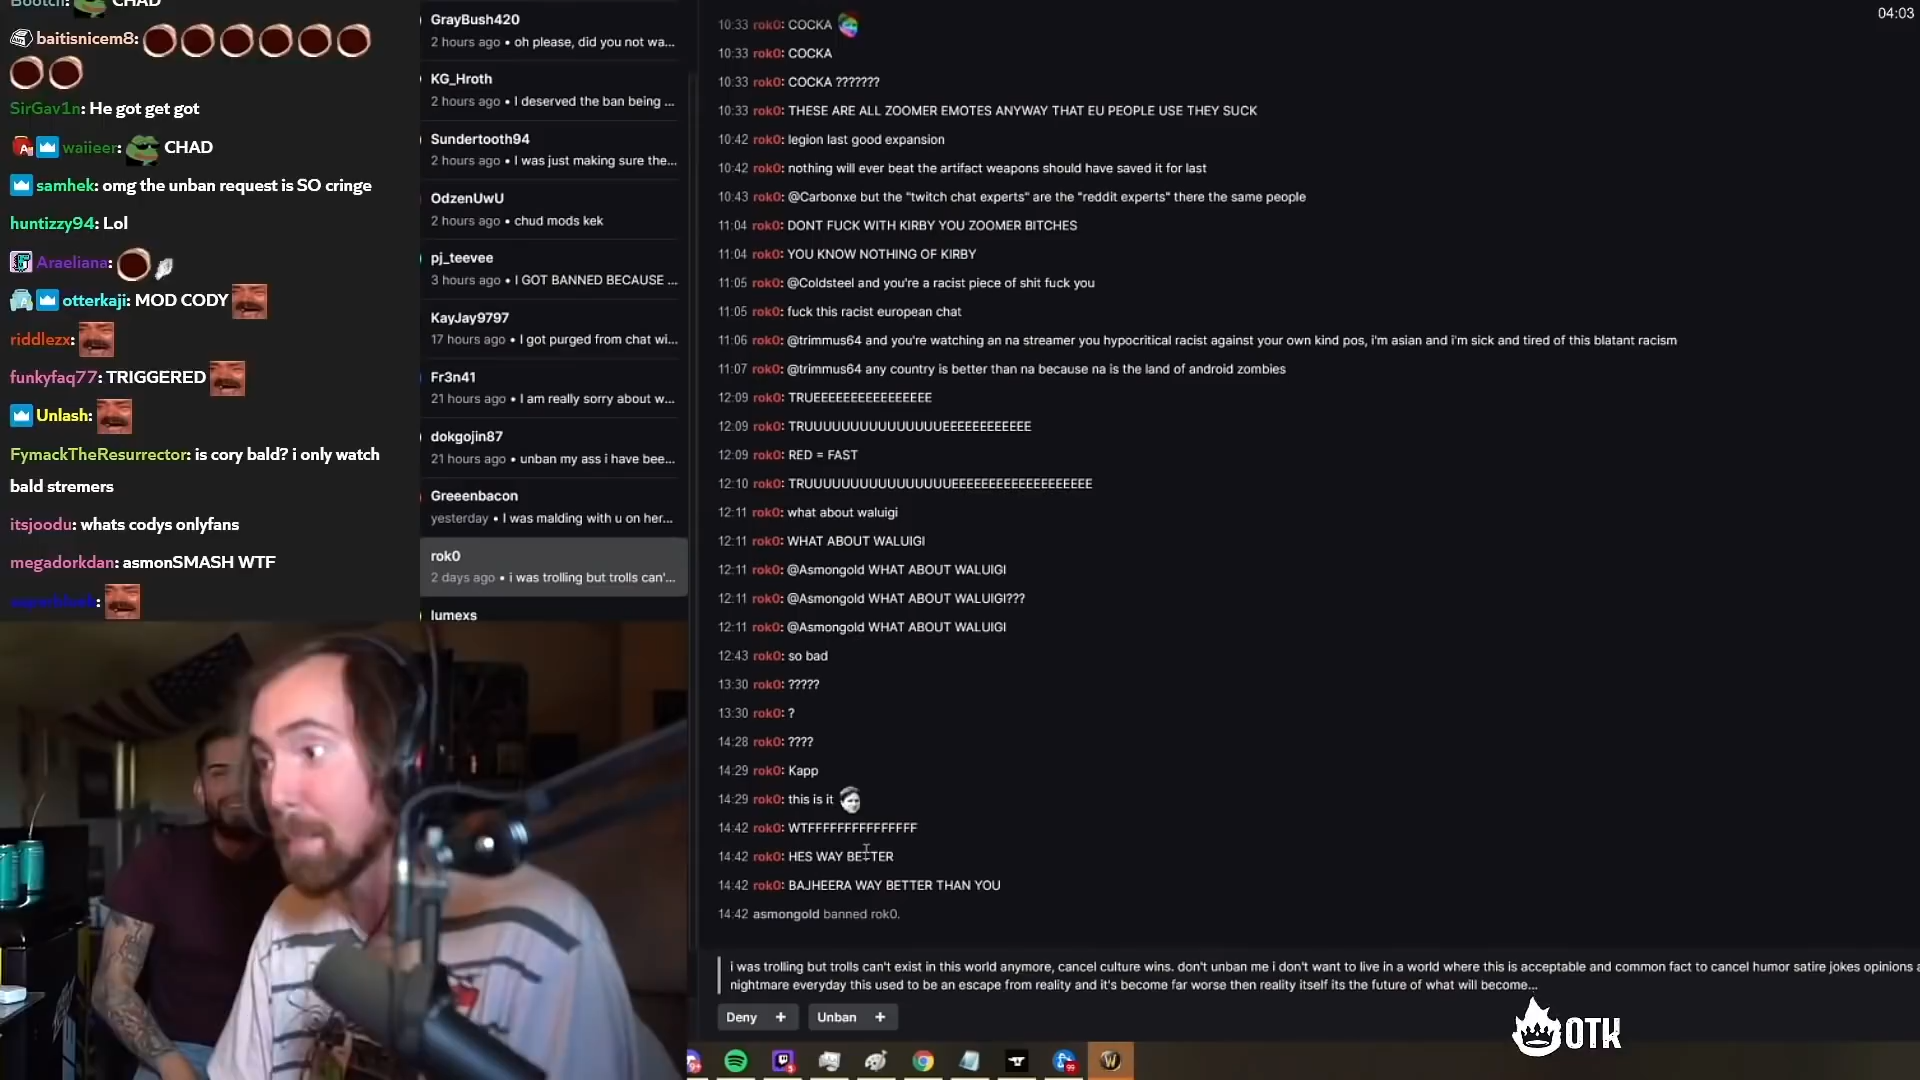 Bootch: CHAD
baitisnicem8:
SirGav1n: He got get got
waiieer: CHAD
samhek: omg the unban request is SO cringe
huntizzy94: Lol
Araeliana:
otterkaji: MOD CODY
riddlezx:
funkyfaq77: TRIGGERED
Unlash:
FymackTheResurrector: is cory bald? i only watch
bald stremers
itsjoodu: whats codys onlyfans
megadorkdan: asmonSMASH WTF
GrayBush420
2 hours ago • oh please, did you not wa...
KG_Hroth
2 hours ago • I deserved the ban being ...
Sundertooth94
2 hours ago • I was just making sure the...
OdzenUwU
2 hours ago • chud mods kek
pj_teevee
3 hours ago • I GOT BANNED BECAUSE ...
KayJay9797
17 hours ago • I got purged from chat wi...
Fr3n41
21 hours ago • I am really sorry about w...
dokgojin87
21 hours ago • unban my ass i have bee...
Greeenbacon
yesterday • I was malding with u on her...
rok0
2 days ago • i was trolling but trolls can'...
lumexs
04:03
10:33 rok0: COCKA
10:33 rok0: COCKA
10:33 rok0: COCKA ???????
10:33 rok0: THESE ARE ALL ZOOMER EMOTES ANYWAY THAT EU PEOPLE USE THEY SUCK
10:42 rok0: legion last good expansion
10:42 rok0: nothing will ever beat the artifact weapons should have saved it for last
10:43 rok0: @Carbonxe but the "twitch chat experts" are the "reddit experts" there the same people
11:04 rok0: DONT FUCK WITH KIRBY YOU ZOOMER BITCHES
11:04 rok0: YOU KNOW NOTHING OF KIRBY
11:05 rok0: @Coldsteel and you're a racist piece of shit fuck you
11:05 rok0: fuck this racist european chat
11:06 rok0: @trimmus64 and you're watching an na streamer you hypocritical racist against your own kind pos, i'm asian and i'm sick and tired of this blatant racism
11:07 rok0: @trimmus64 any country is better than na because na is the land of android zombies
12:09 rok0: TRUEEEEEEEEEEEEEEEE
12:09 rok0: TRUUUUUUUUUUUUUUUEEEEEEEEEEEE
12:09 rok0: RED = FAST
12:10 rok0: TRUUUUUUUUUUUUUUUUEEEEEEEEEEEEEEEEEEE
12:11 rok0: what about waluigi
12:11 rok0: WHAT ABOUT WALUIGI
12:11 rok0: @Asmongold WHAT ABOUT WALUIGI
12:11 rok0: @Asmongold WHAT ABOUT WALUIGI???
12:11 rok0: @Asmongold WHAT ABOUT WALUIGI
12:43 rok0: so bad
13:30 rok0: ?????
13:30 rok0: ?
14:28 rok0: ????
14:29 rok0: Kapp
14:29 rok0: this is it
14:42 rok0: WTFFFFFFFFFFFFFFF
14:42 rok0: HES WAY BETTER
14:42 rok0: BAJHEERA WAY BETTER THAN YOU
14:42 asmongold banned rok0.
i was trolling but trolls can't exist in this world anymore, cancel culture wins. don't unban me i don't want to live in a world where this is acceptable and common fact to cancel humor satire jokes opinions a
nightmare everyday this used to be an escape from reality and it's become far worse then reality itself its the future of what will become...
Deny + Unban +
OTK